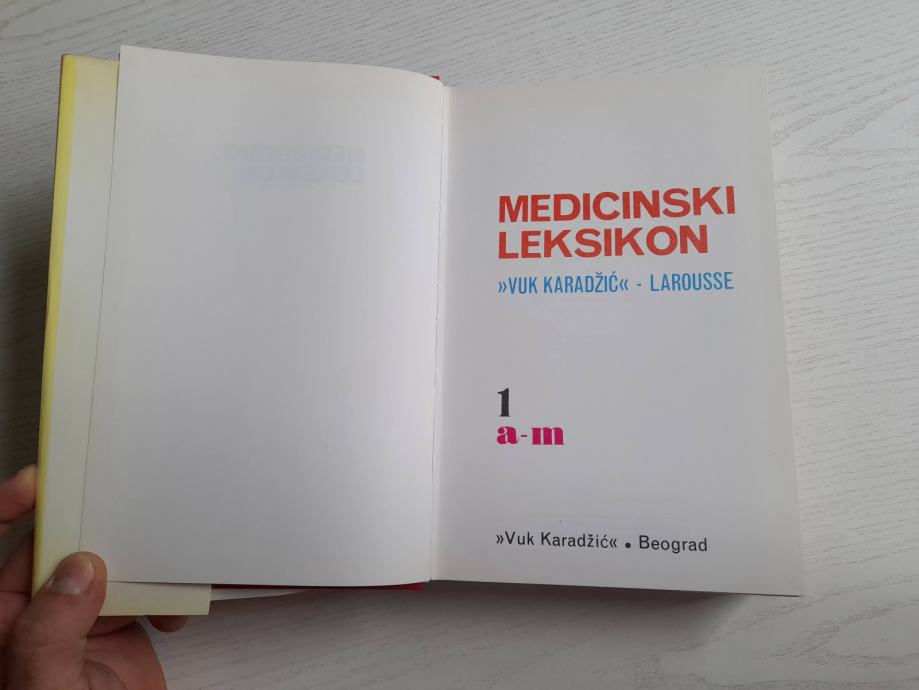 MEDICINSKI
LEKSIKON
»VUK KARADŽIĆ« - LAROUSSE
1
a-m
»Vuk Karadžić« • Beograd